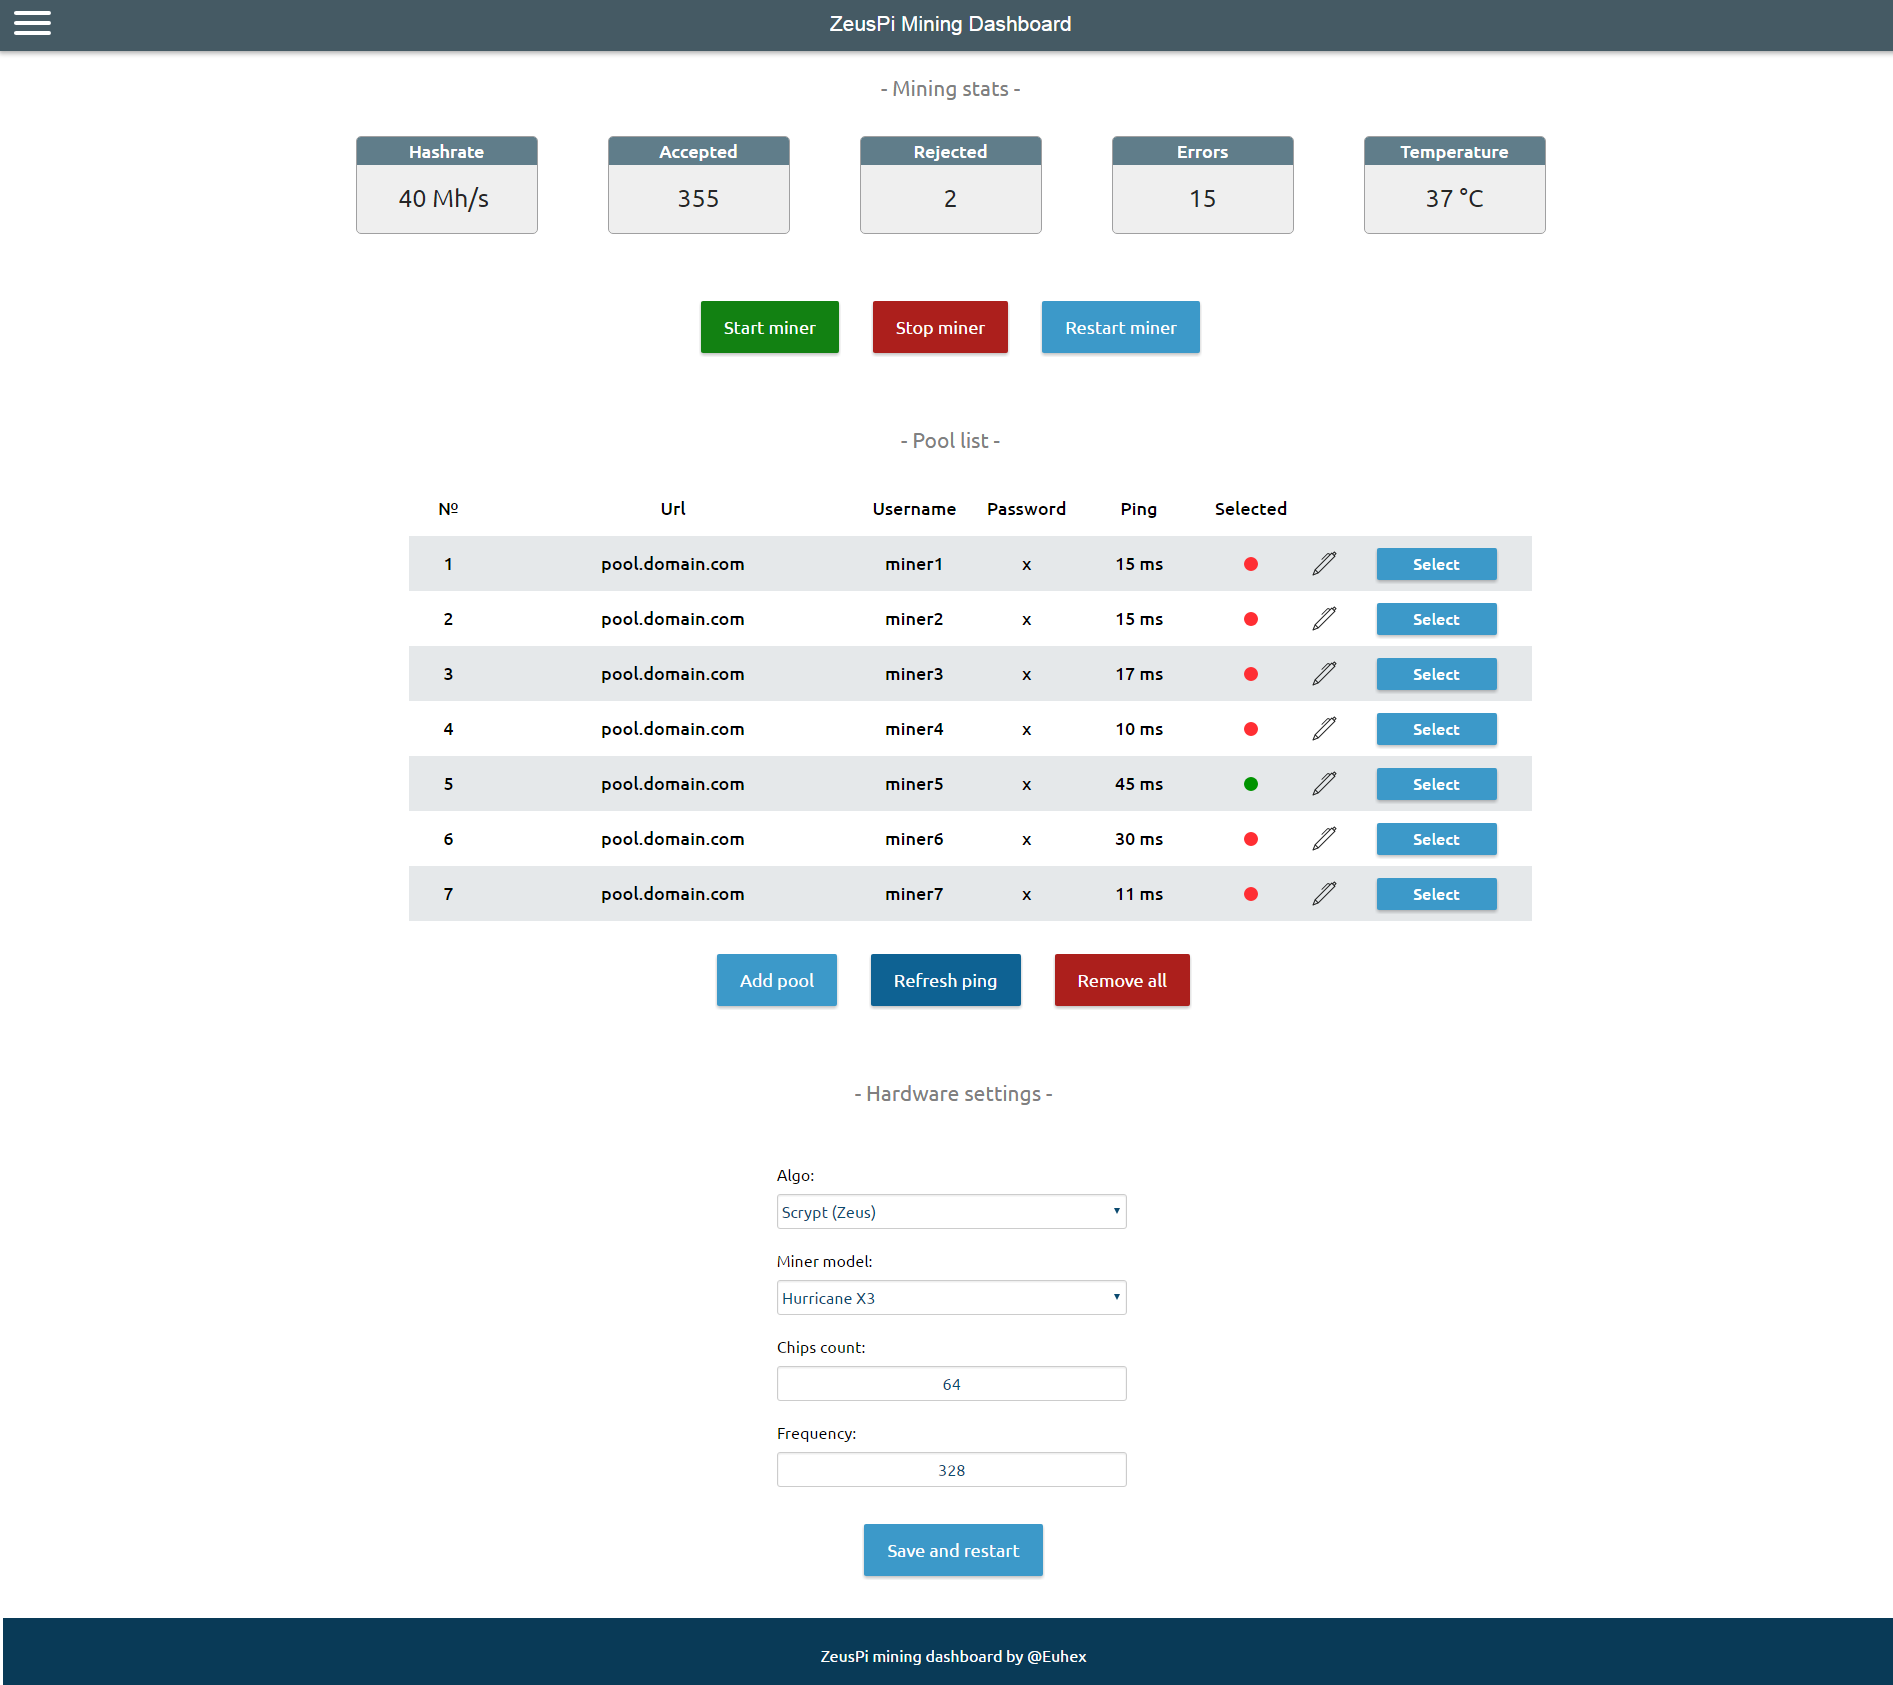 ZeusPi Mining Dashboard
- Mining stats -
Hashrate Accepted Rejected Errors Temperature
40 Mh/s 355 2 15 37 °C
Start miner Stop miner Restart miner
- Pool list -
Nº Url Username Password Ping Selected
1 pool.domain.com miner1 x 15 ms Select
2 pool.domain.com miner2 x 15 ms Select
3 pool.domain.com miner3 x 17 ms Select
4 pool.domain.com miner4 x 10 ms Select
5 pool.domain.com miner5 x 45 ms Select
6 pool.domain.com miner6 x 30 ms Select
7 pool.domain.com miner7 x 11 ms Select
Add pool Refresh ping Remove all
- Hardware settings -
Algo:
Scrypt (Zeus)
Miner model:
Hurricane X3
Chips count:
64
Frequency:
328
Save and restart
ZeusPi mining dashboard by @Euhex